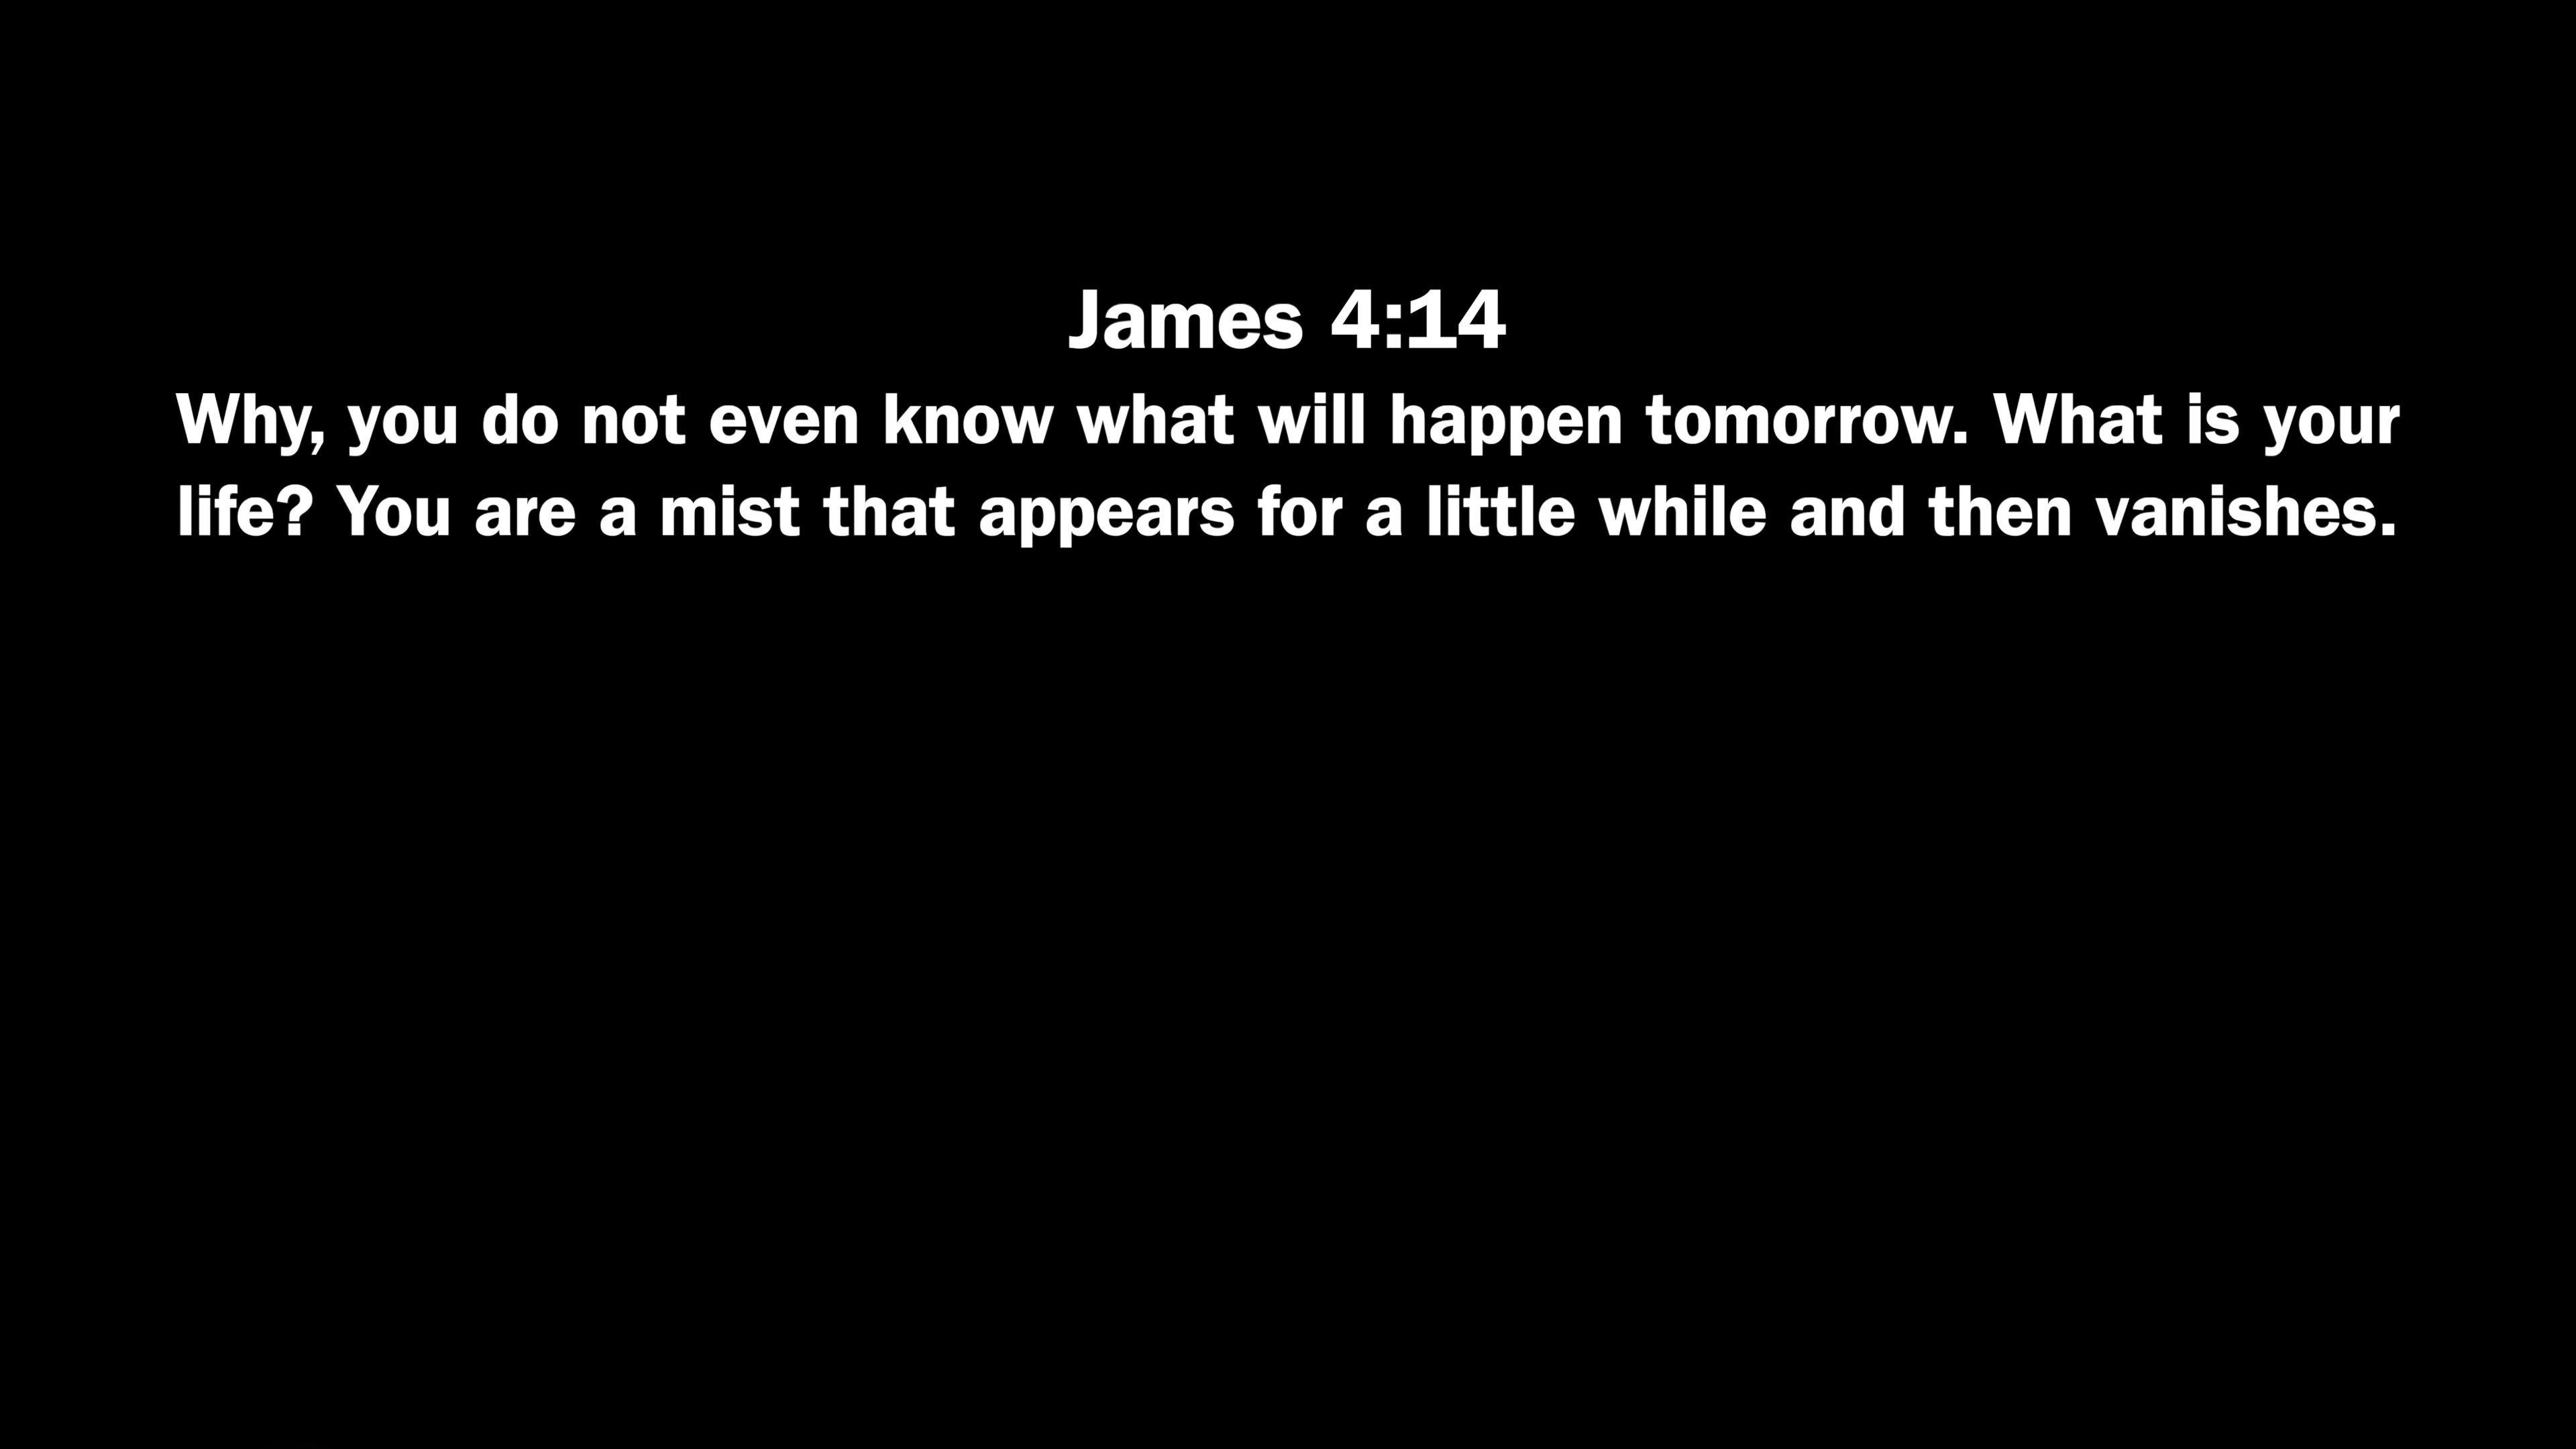 James 4:14
Why, you do not even know what will happen tomorrow. What is your
life? You are a mist that appears for a little while and then vanishes.